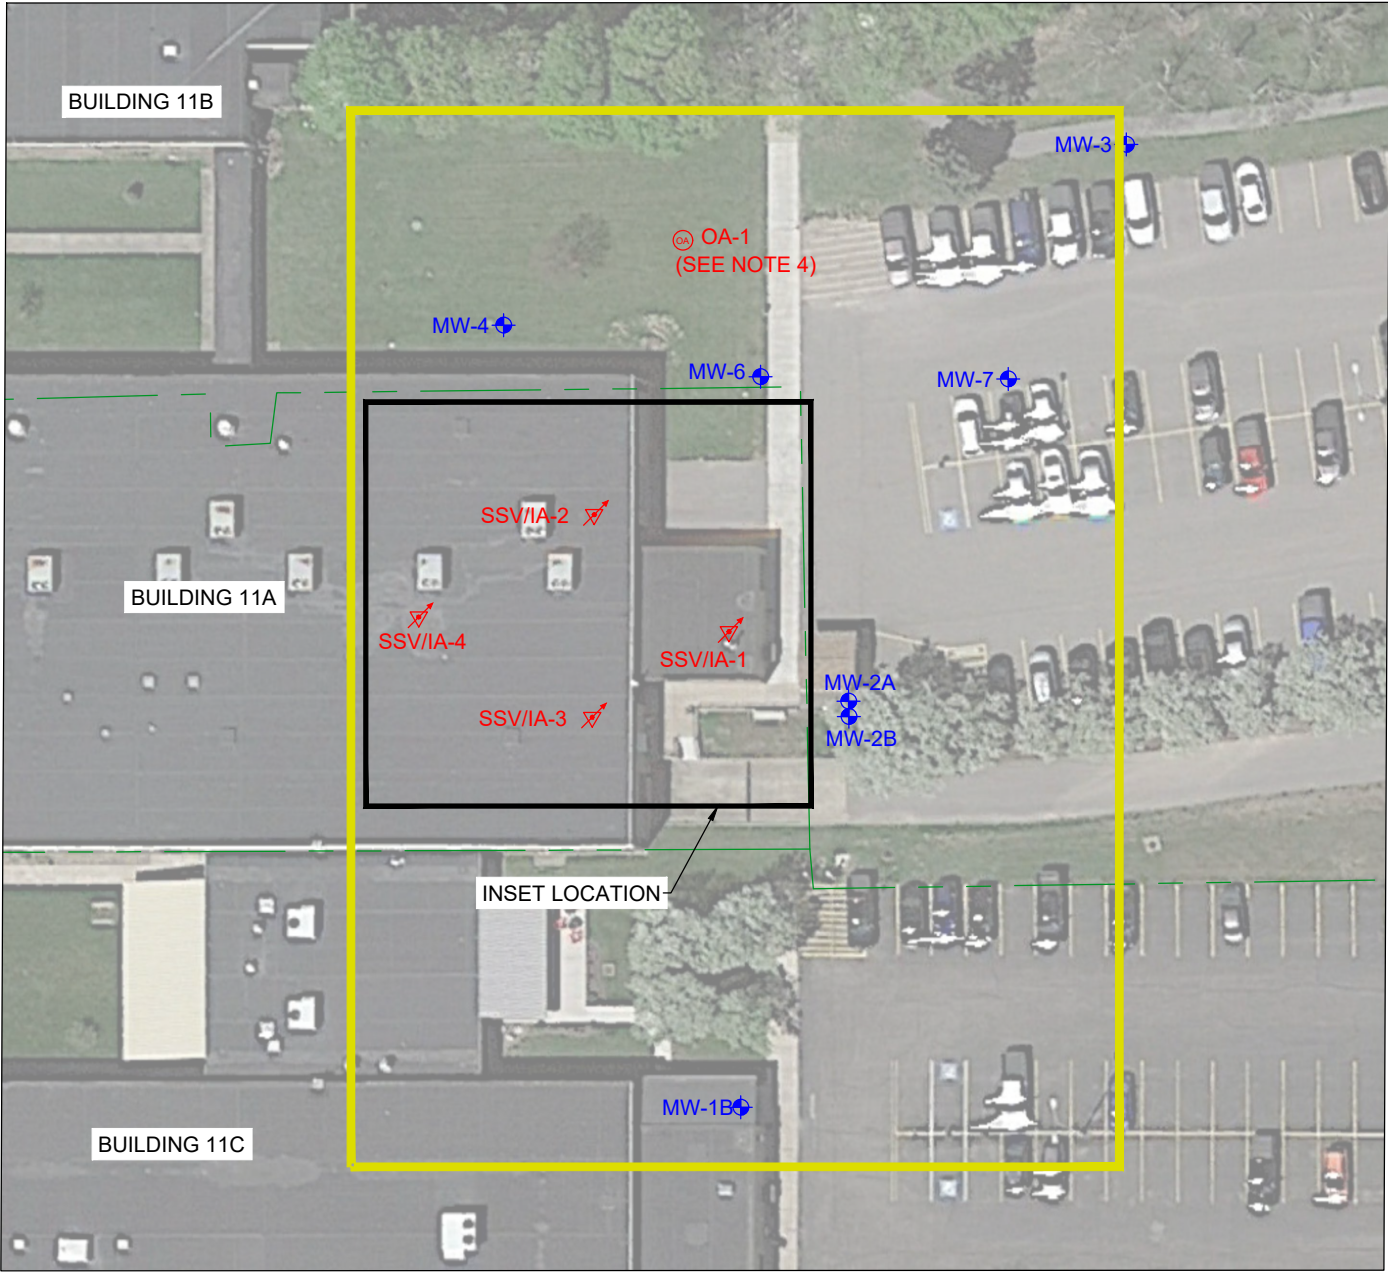 BUILDING 11B
MW-3
OA OA-1
(SEE NOTE 4)
MW-4
MW-6
MW-7
SSV/IA-2
BUILDING 11A
SSV/IA-4
SSV/IA-1
MW-2A
SSV/IA-3
MW-2B
INSET LOCATION
MW-1B
BUILDING 11C